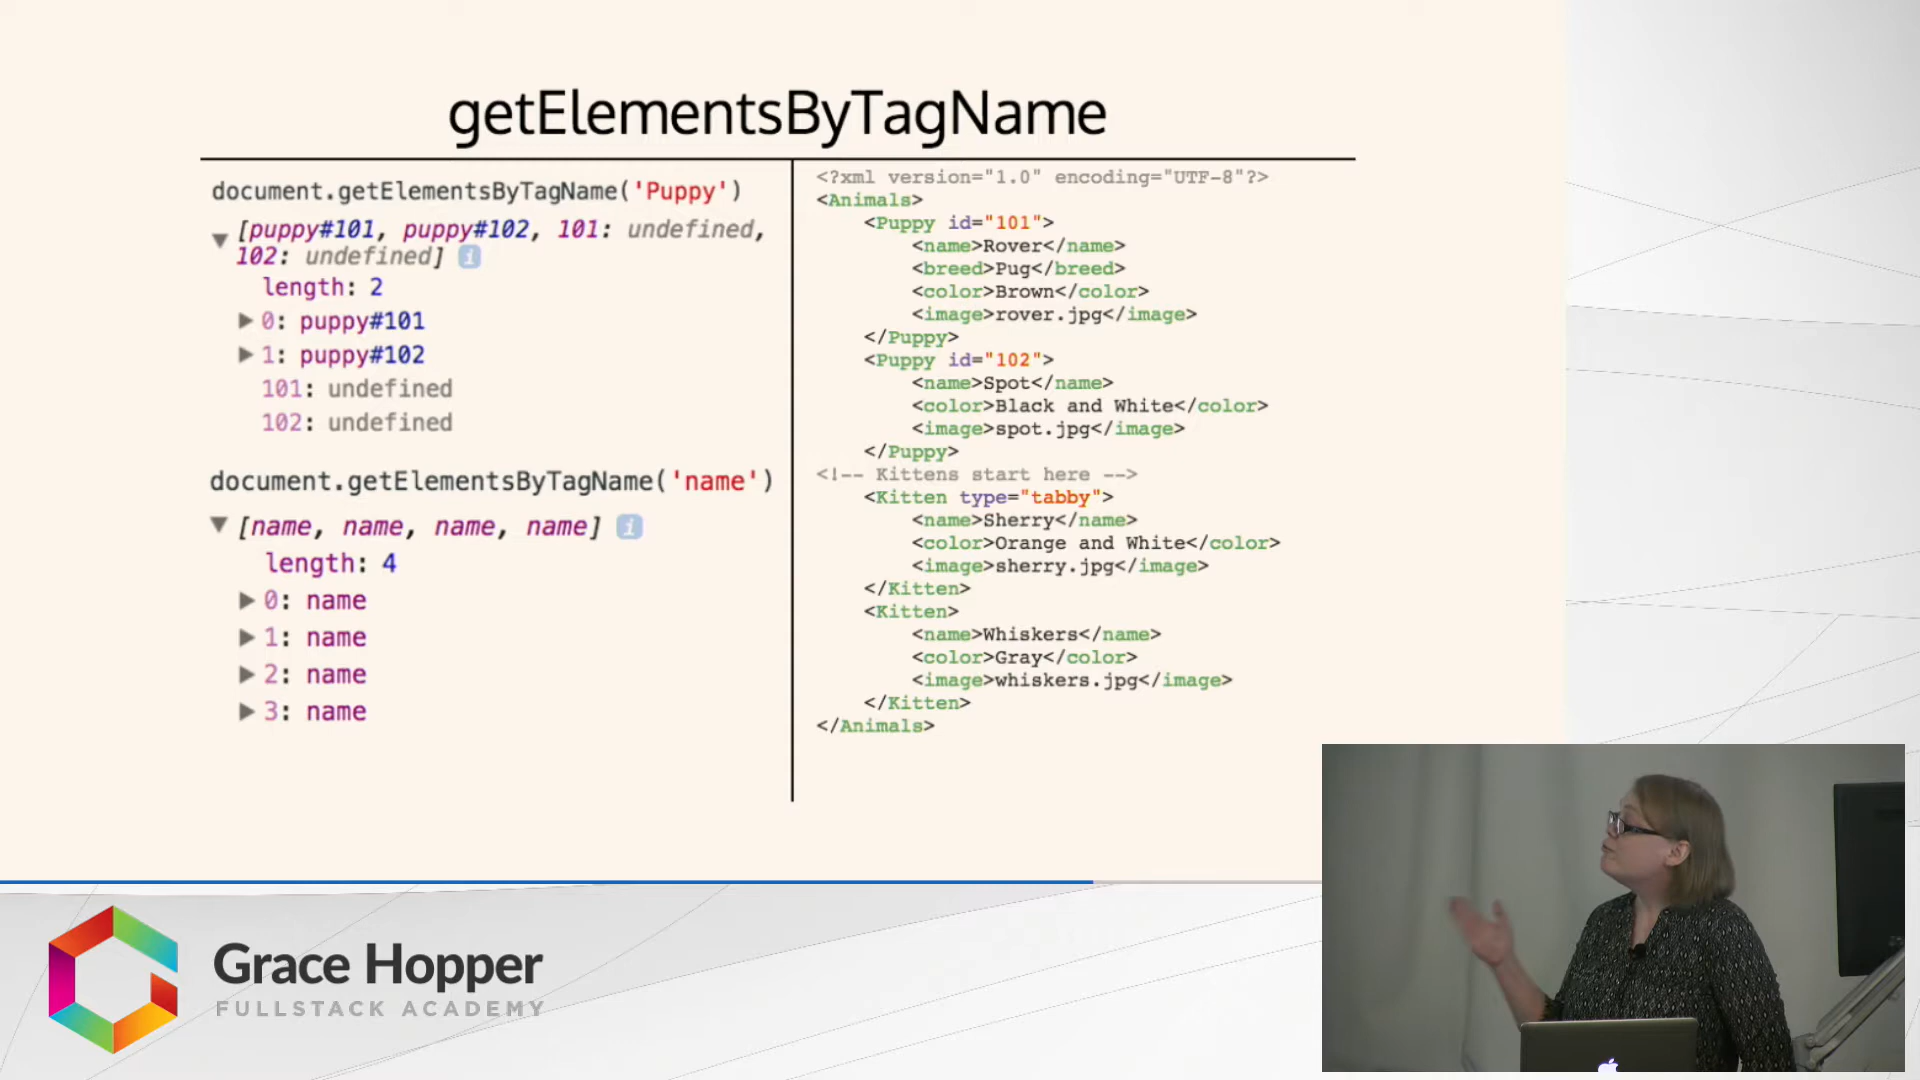 getElementsByTagName
document.getElementsByTagName('Puppy')
▼ [puppy#101, puppy#102, 101: undefined,
102: undefined] i
length: 2
▶ 0: puppy#101
▶ 1: puppy#102
101: undefined
102: undefined
document.getElementsByTagName('name')
▼ [name, name, name, name] i
length: 4
▶ 0: name
▶ 1: name
▶ 2: name
▶ 3: name
<?xml version="1.0" encoding="UTF-8"?>
<Animals>
<Puppy id="101">
<name>Rover</name>
<breed>Pug</breed>
<color>Brown</color>
<image>rover.jpg</image>
</Puppy>
<Puppy id="102">
<name>Spot</name>
<color>Black and White</color>
<image>spot.jpg</image>
</Puppy>
<!-- Kittens start here -->
<Kitten type="tabby">
<name>Sherry</name>
<color>Orange and White</color>
<image>sherry.jpg</image>
</Kitten>
<Kitten>
<name>Whiskers</name>
<color>Gray</color>
<image>whiskers.jpg</image>
</Kitten>
</Animals>
Grace Hopper
FULLSTACK ACADEMY